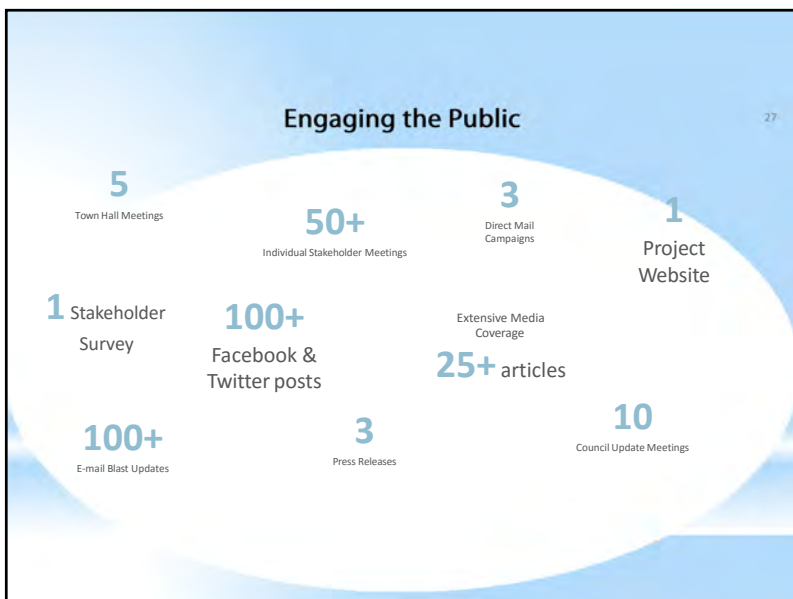 Engaging the Public
27
5
Town Hall Meetings
50+
Individual Stakeholder Meetings
3
Direct Mail
Campaigns
1
Project
Website
1 Stakeholder
Survey
100+
Facebook &
Twitter posts
Extensive Media
Coverage
25+ articles
100+
E-mail Blast Updates
3
Press Releases
10
Council Update Meetings